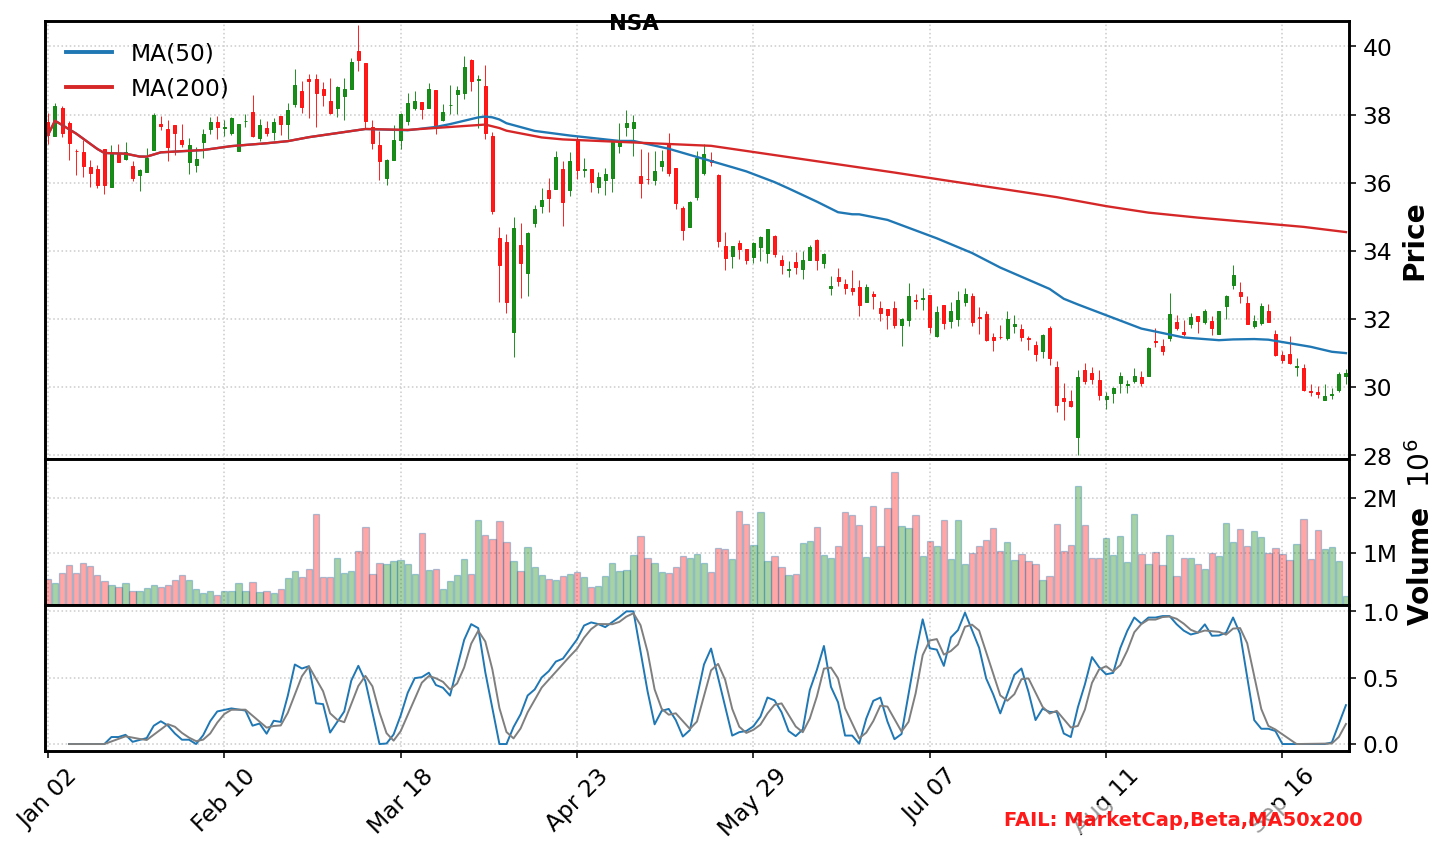 NSA
MA(50)
MA(200)
40
38
36
34
32
30
28
Price
10^6
2M
1M
Volume
1.0
0.5
0.0
Jan 02
Feb 10
Mar 18
Apr 23
May 29
Jul 07
Aug 11
Sep 16
FAIL: MarketCap,Beta,MA50x200